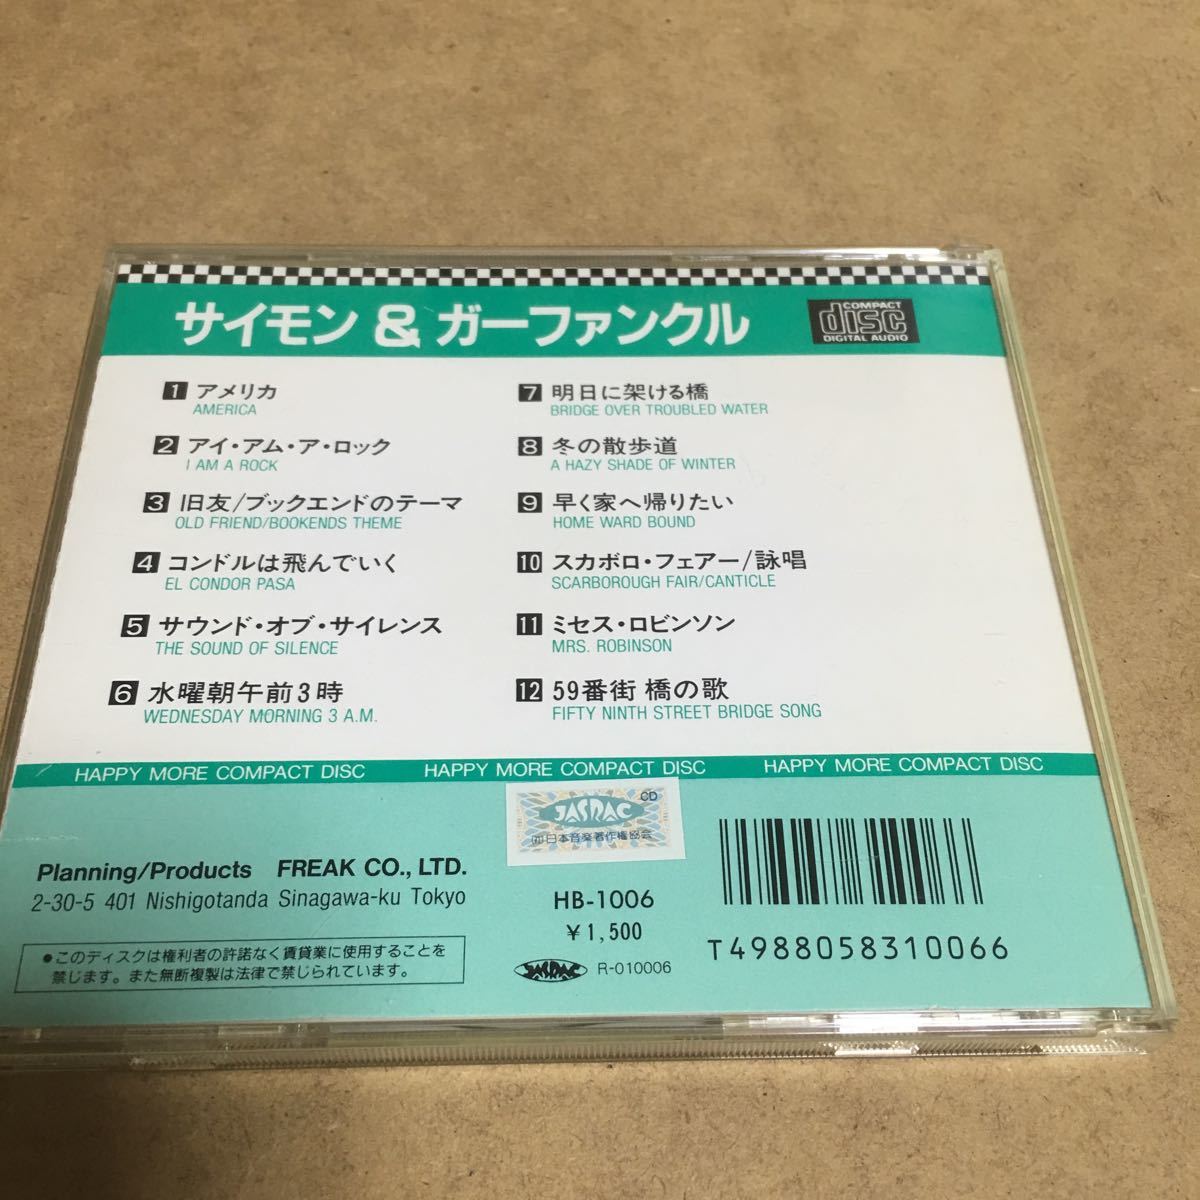 サイモン & ガーファンクル
COMPACT
disc
DIGITAL AUDIO
1 アメリカ
AMERICA
2 アイ・アム・ア・ロック
I AM A ROCK
3 旧友/ブックエンドのテーマ
OLD FRIEND/BOOKENDS THEME
4 コンドルは飛んでいく
EL CONDOR PASA
5 サウンド・オブ・サイレンス
THE SOUND OF SILENCE
6 水曜朝午前3時
WEDNESDAY MORNING 3 A.M.
7 明日に架ける橋
BRIDGE OVER TROUBLED WATER
8 冬の散歩道
A HAZY SHADE OF WINTER
9 早く家へ帰りたい
HOME WARD BOUND
10 スカボロ・フェアー/詠唱
SCARBOROUGH FAIR/CANTICLE
11 ミセス・ロビンソン
MRS. ROBINSON
12 59番街 橋の歌
FIFTY NINTH STREET BRIDGE SONG
HAPPY MORE COMPACT DISC HAPPY MORE COMPACT DISC HAPPY MORE COMPACT DISC
Planning/Products FREAK CO., LTD.
2-30-5 401 Nishigotanda Sinagawa-ku Tokyo
●このディスクは権利者の許諾なく賃貸業に使用することを
禁じます。また無断複製は法律で禁じられています。
CD
JASRAC
㈶日本音楽著作権協会
HB-1006
¥1,500
JASRAC R-010006
T4988058310066